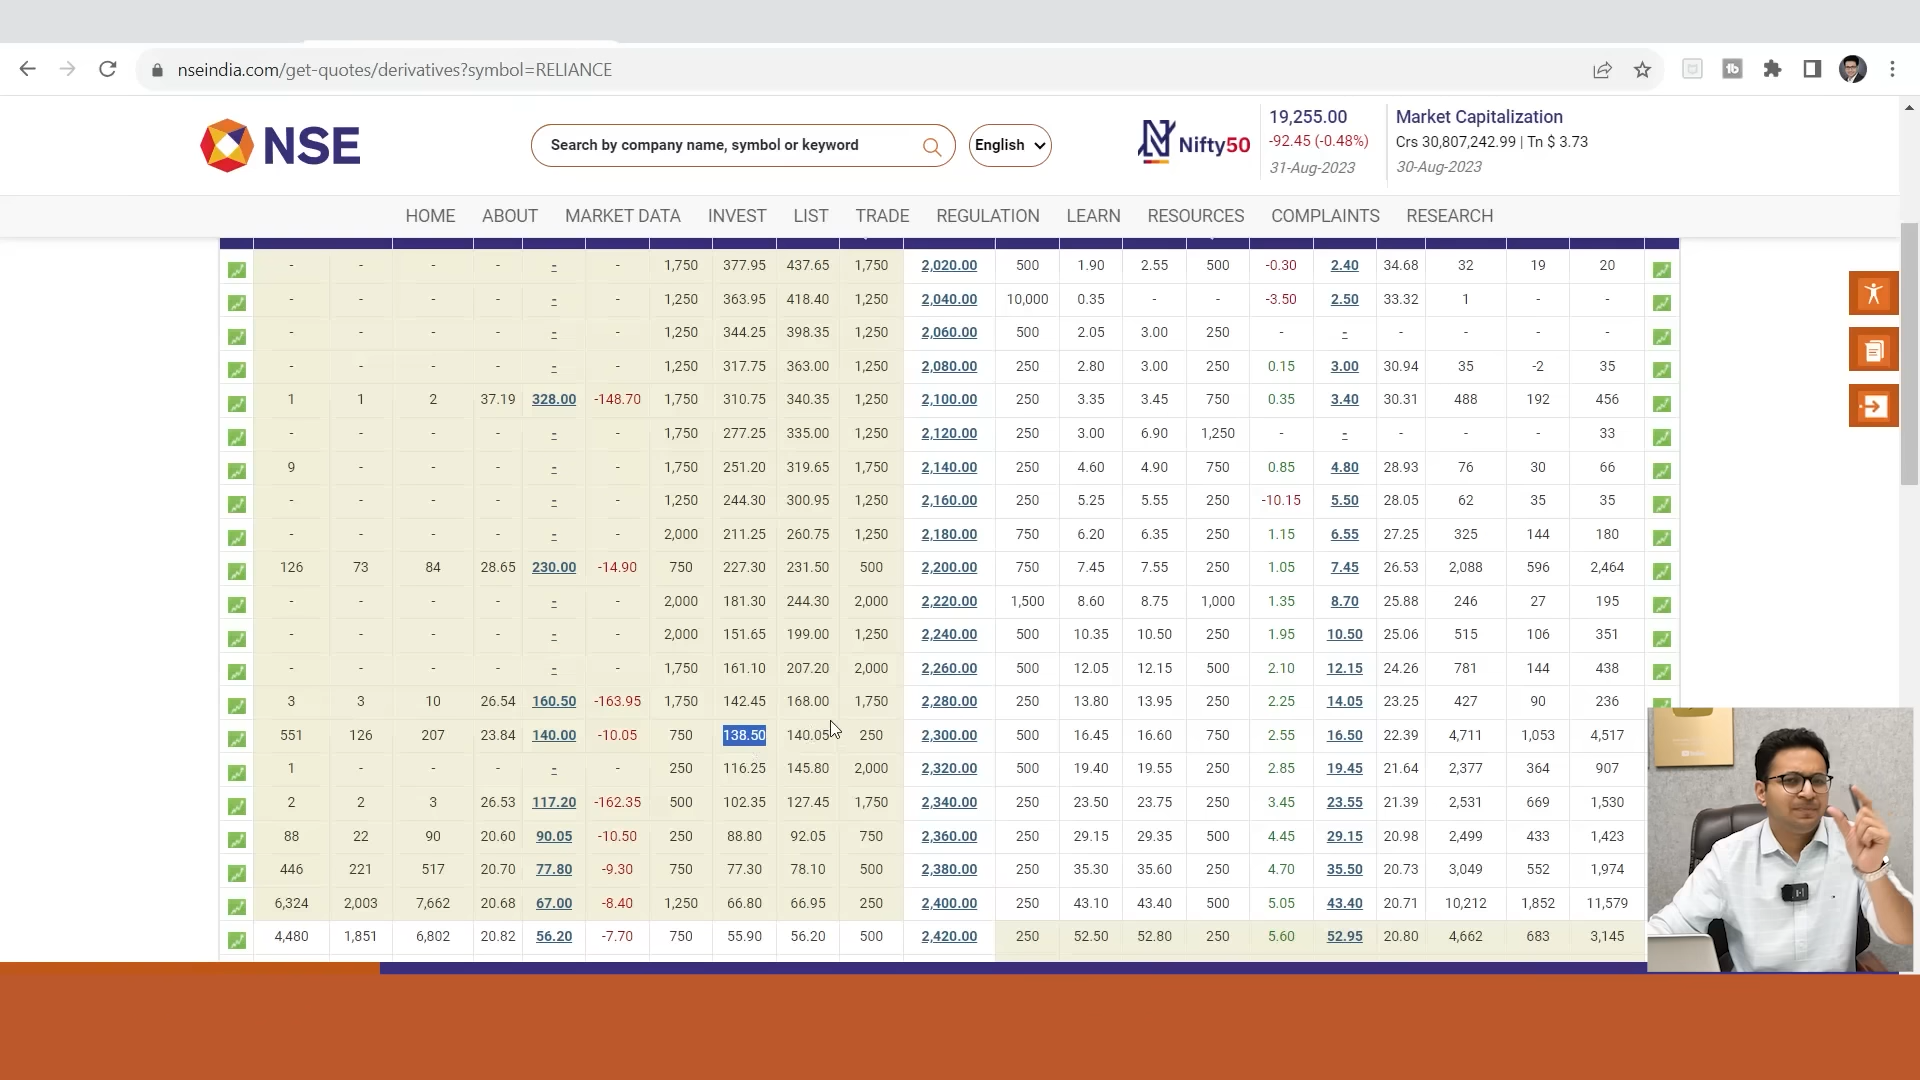 nseindia.com/get-quotes/derivatives?symbol=RELIANCE
NSE
Search by company name, symbol or keyword
English
Nifty50
19,255.00
-92.45 (-0.48%)
31-Aug-2023
Market Capitalization
Crs 30,807,242.99 | Tn $ 3.73
30-Aug-2023
HOME ABOUT MARKET DATA INVEST LIST TRADE REGULATION LEARN RESOURCES COMPLAINTS RESEARCH
- - - - - - 1,750 377.95 437.65 1,750 2,020.00 500 1.90 2.55 500 -0.30 2.40 34.68 32 19 20
- - - - - - 1,250 363.95 418.40 1,250 2,040.00 10,000 0.35 - - -3.50 2.50 33.32 1 - -
- - - - - - 1,250 344.25 398.35 1,250 2,060.00 500 2.05 3.00 250 - - - - - -
- - - - - - 1,250 317.75 363.00 1,250 2,080.00 250 2.80 3.00 250 0.15 3.00 30.94 35 -2 35
1 1 2 37.19 328.00 -148.70 1,750 310.75 340.35 1,250 2,100.00 250 3.35 3.45 750 0.35 3.40 30.31 488 192 456
- - - - - - 1,750 277.25 335.00 1,250 2,120.00 250 3.00 6.90 1,250 - - - - - 33
9 - - - - - 1,750 251.20 319.65 1,750 2,140.00 250 4.60 4.90 750 0.85 4.80 28.93 76 30 66
- - - - - - 1,250 244.30 300.95 1,250 2,160.00 250 5.25 5.55 250 -10.15 5.50 28.05 62 35 35
- - - - - - 2,000 211.25 260.75 1,250 2,180.00 750 6.20 6.35 250 1.15 6.55 27.25 325 144 180
126 73 84 28.65 230.00 -14.90 750 227.30 231.50 500 2,200.00 750 7.45 7.55 250 1.05 7.45 26.53 2,088 596 2,464
- - - - - - 2,000 181.30 244.30 2,000 2,220.00 1,500 8.60 8.75 1,000 1.35 8.70 25.88 246 27 195
- - - - - - 2,000 151.65 199.00 1,250 2,240.00 500 10.35 10.50 250 1.95 10.50 25.06 515 106 351
- - - - - - 1,750 161.10 207.20 2,000 2,260.00 500 12.05 12.15 500 2.10 12.15 24.26 781 144 438
3 3 10 26.54 160.50 -163.95 1,750 142.45 168.00 1,750 2,280.00 250 13.80 13.95 250 2.25 14.05 23.25 427 90 236
551 126 207 23.84 140.00 -10.05 750 138.50 140.05 250 2,300.00 500 16.45 16.60 750 2.55 16.50 22.39 4,711 1,053 4,517
1 - - - - - 250 116.25 145.80 2,000 2,320.00 500 19.40 19.55 250 2.85 19.45 21.64 2,377 364 907
2 2 3 26.53 117.20 -162.35 500 102.35 127.45 1,750 2,340.00 250 23.50 23.75 250 3.45 23.55 21.39 2,531 669 1,530
88 22 90 20.60 90.05 -10.50 250 88.80 92.05 750 2,360.00 250 29.15 29.35 500 4.45 29.15 20.98 2,499 433 1,423
446 221 517 20.70 77.80 -9.30 750 77.30 78.10 500 2,380.00 250 35.30 35.60 250 4.70 35.50 20.73 3,049 552 1,974
6,324 2,003 7,662 20.68 67.00 -8.40 1,250 66.80 66.95 250 2,400.00 250 43.10 43.40 500 5.05 43.40 20.71 10,212 1,852 11,579
4,480 1,851 6,802 20.82 56.20 -7.70 750 55.90 56.20 500 2,420.00 250 52.50 52.80 250 5.60 52.95 20.80 4,662 683 3,145